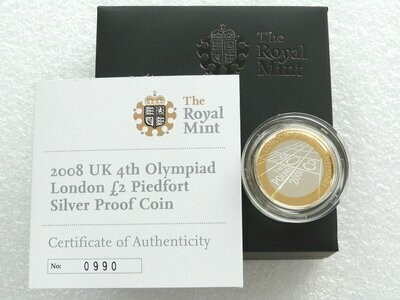 The
Royal
Mint
The
Royal
Mint
2008 UK 4th Olympiad
London £2 Piedfort
Silver Proof Coin
Certificate of Authenticity
No: 0990